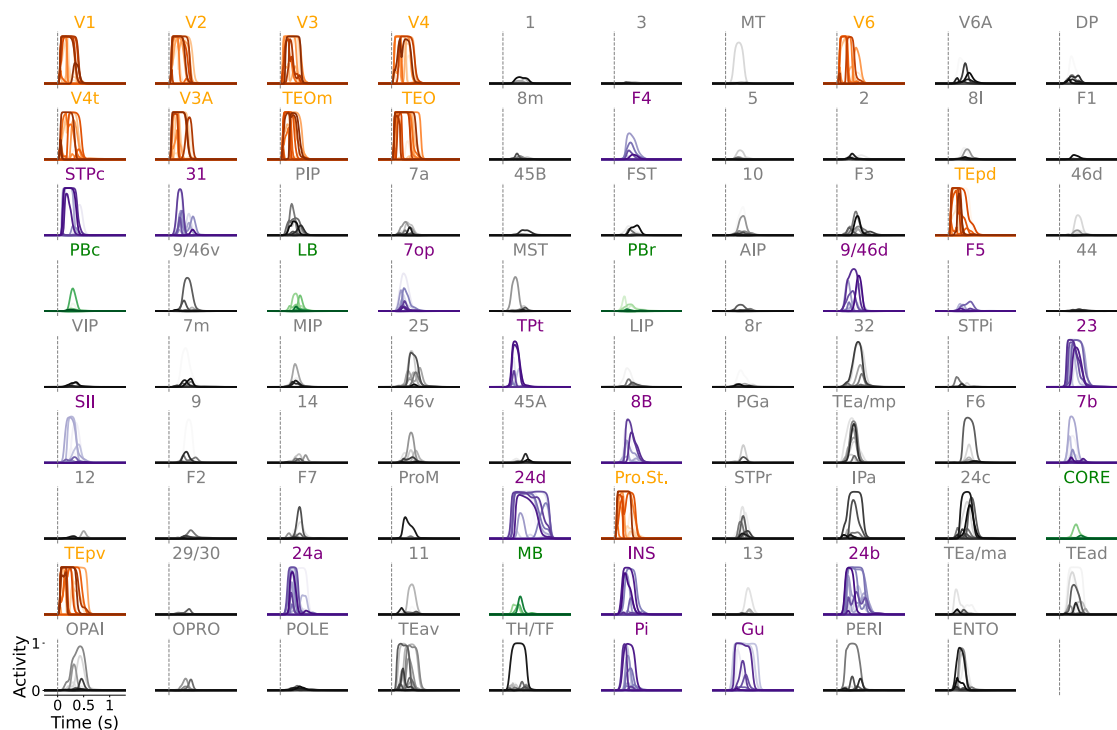 V1 V2 V3 V4 1 3 MT V6 V6A DP
V4t V3A TEOm TEO 8m F4 5 2 8l F1
STPc 31 PIP 7a 45B FST 10 F3 TEpd 46d
PBc 9/46v LB 7op MST PBr AIP 9/46d F5 44
VIP 7m MIP 25 TPt LIP 8r 32 STPi 23
SII 9 14 46v 45A 8B PGa TEa/mp F6 7b
12 F2 F7 ProM 24d Pro.St. STPr IPa 24c CORE
TEpv 29/30 24a 11 MB INS 13 24b TEa/ma TEad
OPAI OPRO POLE TEav TH/TF Pi Gu PERI ENTO
Activity
1
0
0 0.5 1
Time (s)